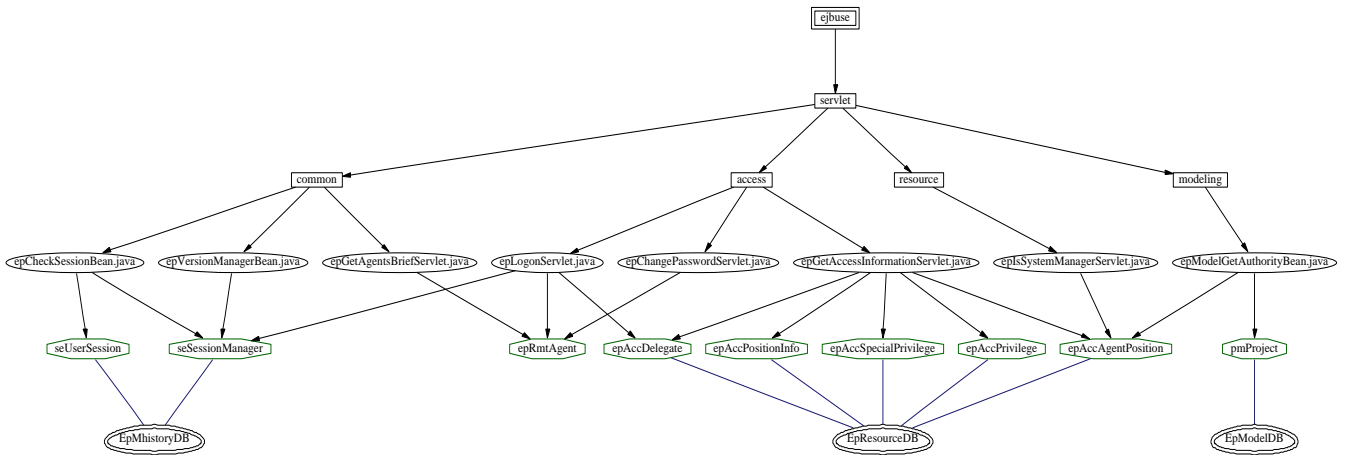 ejbuse
servlet
common
access
resource
modeling
epCheckSessionBean.java
epVersionManagerBean.java
epGetAgentsBriefServlet.java
epLogonServlet.java
epChangePasswordServlet.java
epGetAccessInformationServlet.java
epIsSystemManagerServlet.java
epModelGetAuthorityBean.java
seUserSession
seSessionManager
epRmtAgent
epAccDelegate
epAccPositionInfo
epAccSpecialPrivilege
epAccPrivilege
epAccAgentPosition
pmProject
EpMhistoryDB
EpResourceDB
EpModelDB